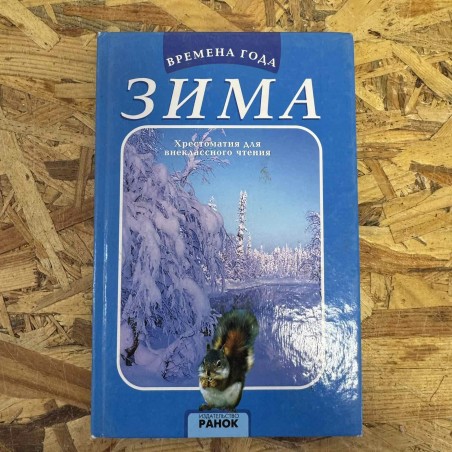 ВРЕМЕНА ГОДА
ЗИМА
Хрестоматия для
внеклассного чтения
ИЗДАТЕЛЬСТВО
РАНОК